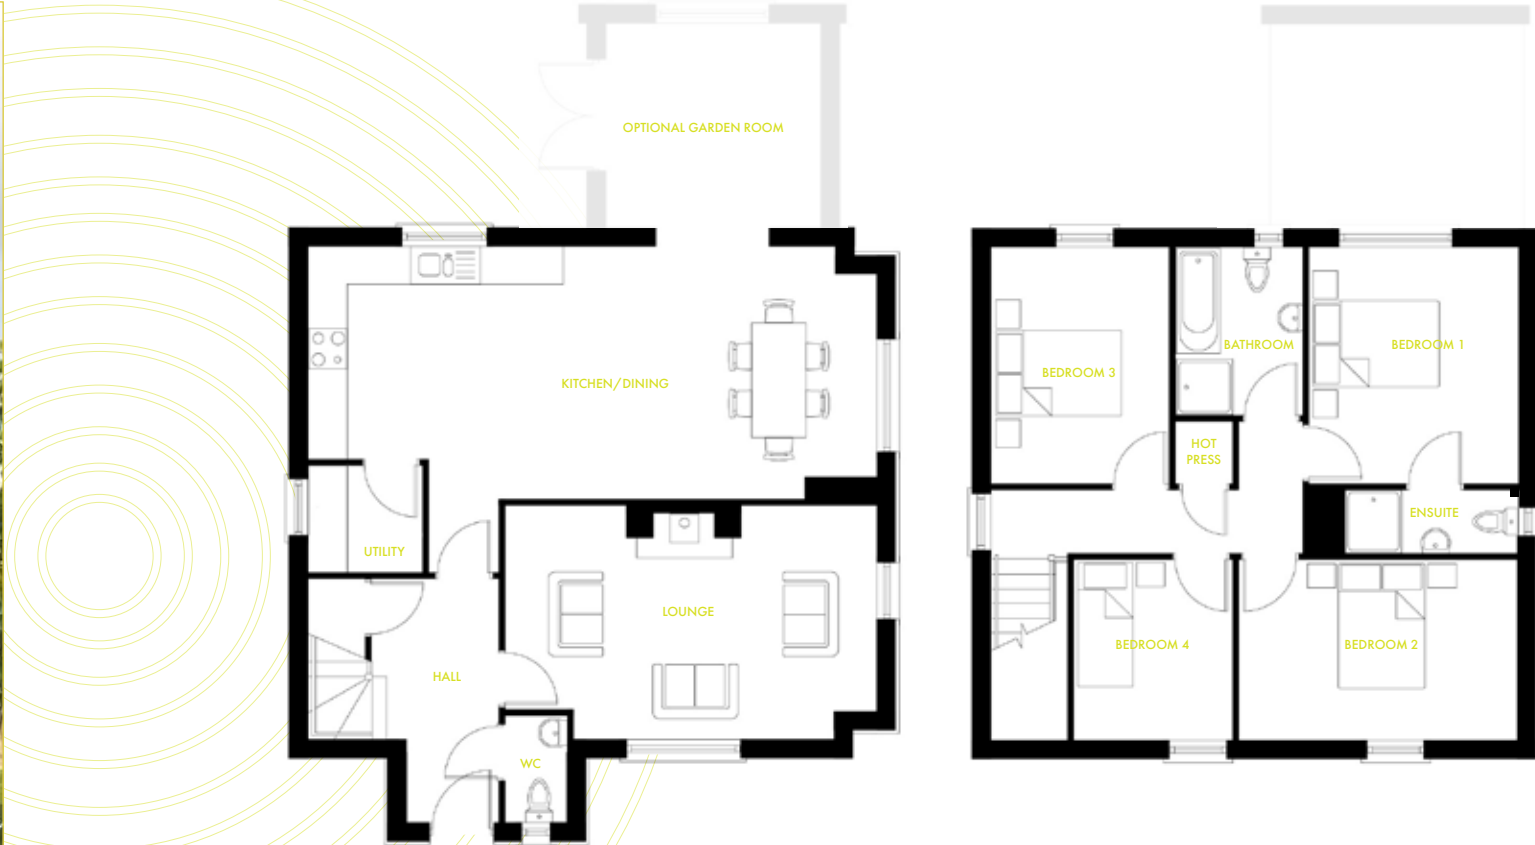 OPTIONAL GARDEN ROOM
KITCHEN/DINING
UTILITY
LOUNGE
HALL
WC
BEDROOM 3
BATHROOM
BEDROOM 1
HOT
PRESS
ENSUITE
BEDROOM 4
BEDROOM 2